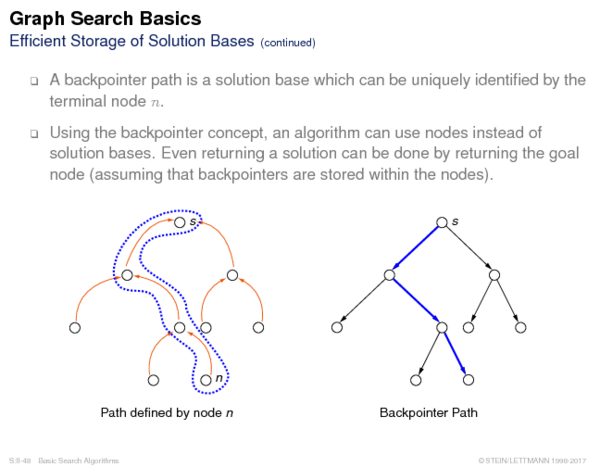 Graph Search Basics
Efficient Storage of Solution Bases (continued)
❑ A backpointer path is a solution base which can be uniquely identified by the
terminal node n.
❑ Using the backpointer concept, an algorithm can use nodes instead of
solution bases. Even returning a solution can be done by returning the goal
node (assuming that backpointers are stored within the nodes).
s
s
n
Path defined by node n
Backpointer Path
S:II-48 Basic Search Algorithms
© STEIN/LETTMANN 1998-2017